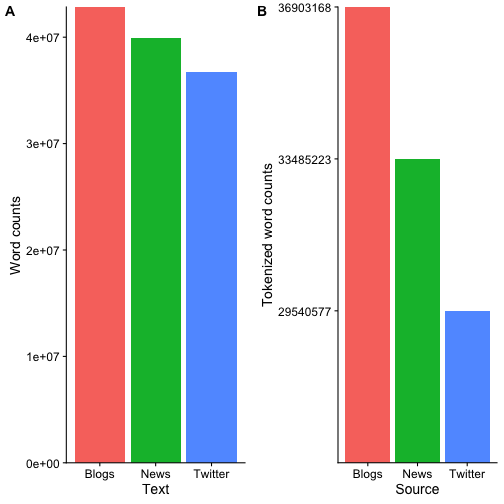 A
Word counts
4e+07
3e+07
2e+07
1e+07
0e+00
Blogs News Twitter
Text
B
Tokenized word counts
36903168
33485223
29540577
Blogs News Twitter
Source